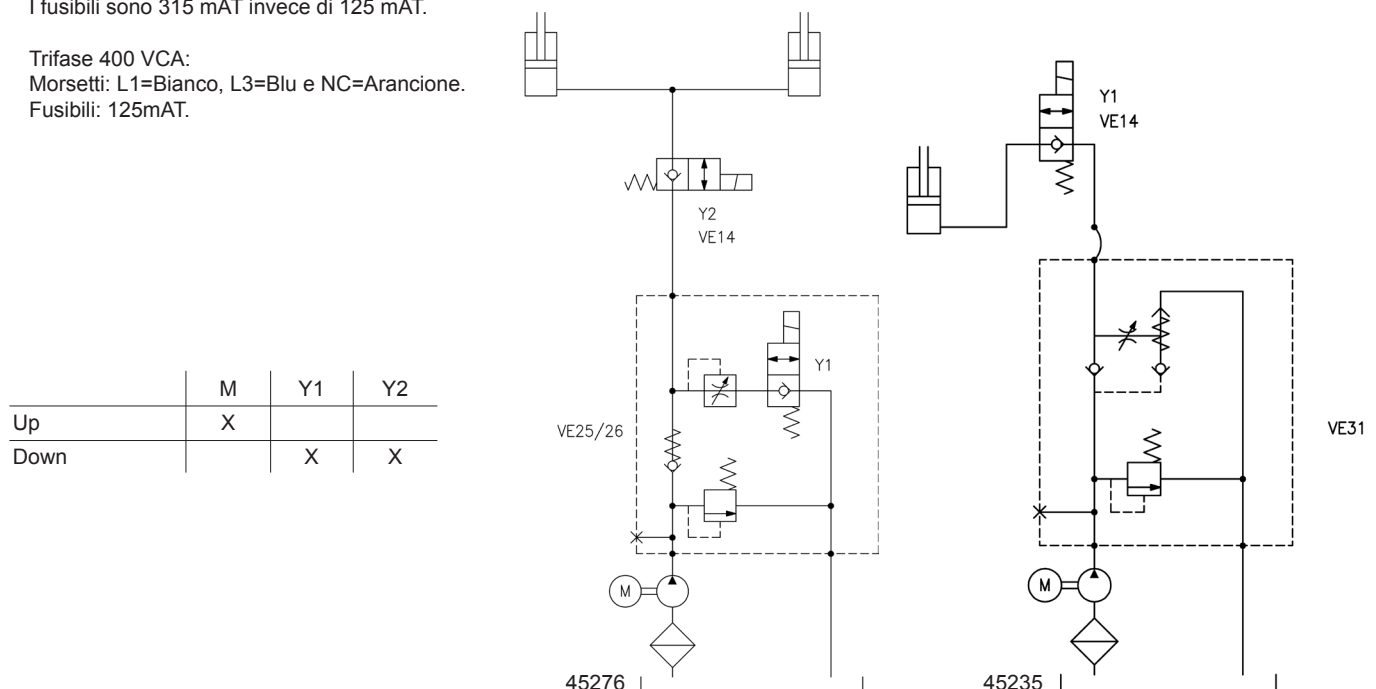 I fusibili sono 315 mAT invece di 125 mAT.
Trifase 400 VCA:
Morsetti: L1=Bianco, L3=Blu e NC=Arancione.
Fusibili: 125mAT.
M Y1 Y2
Up X
Down X X
Y2
VE14
Y1
VE25/26
M
45276
Y1
VE14
VE31
M
45235